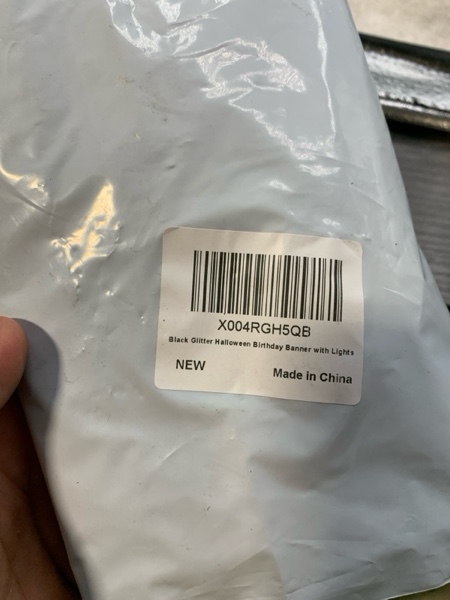 X004RGH5QB
Black Glitter Halloween Birthday Banner with Lights
NEW
Made in China